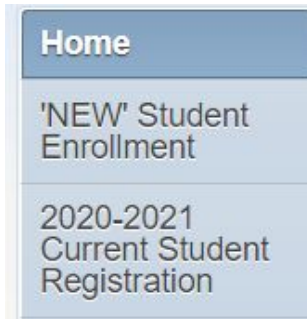 Home
'NEW' Student
Enrollment
2020-2021
Current Student
Registration